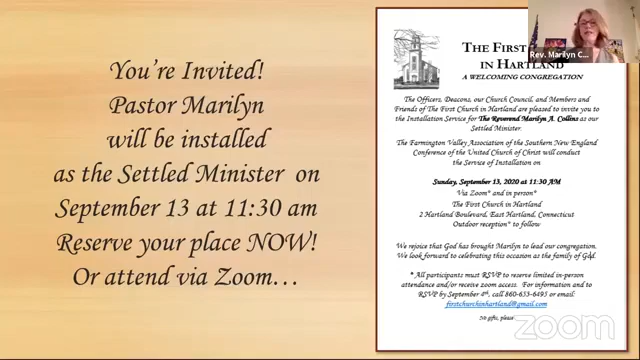 You're Invited!
Pastor Marilyn
will be installed
as the Settled Minister on
September 13 at 11:30 am
Reserve your place NOW!
Or attend via Zoom…
THE FIRST
IN HARTLAND
A WELCOMING CONGREGATION
The Officers, Deacons, our Church Council, and Members and
Friends of The First Church in Hartland are pleased to invite you to
the Installation Service for The Reverend Marilyn A. Collins as our
Settled Minister.
The Farmington Valley Association of the Southern New England
Conference of the United Church of Christ will conduct
the Service of Installation on
Sunday, September 13, 2020 at 11:30 AM
Via Zoom* and in person*
The First Church in Hartland
2 Hartland Boulevard, East Hartland, Connecticut
Outdoor reception* to follow
We rejoice that God has brought Marilyn to lead our congregation.
We look forward to celebrating this occasion as the family of God.
* All participants must RSVP to reserve limited in-person
attendance and/or receive zoom access. For information and to
RSVP by September 4th, call 860-653-6495 or email:
firstchurchinhartland@gmail.com
No gifts, please
Rev. Marilyn C...
zoom